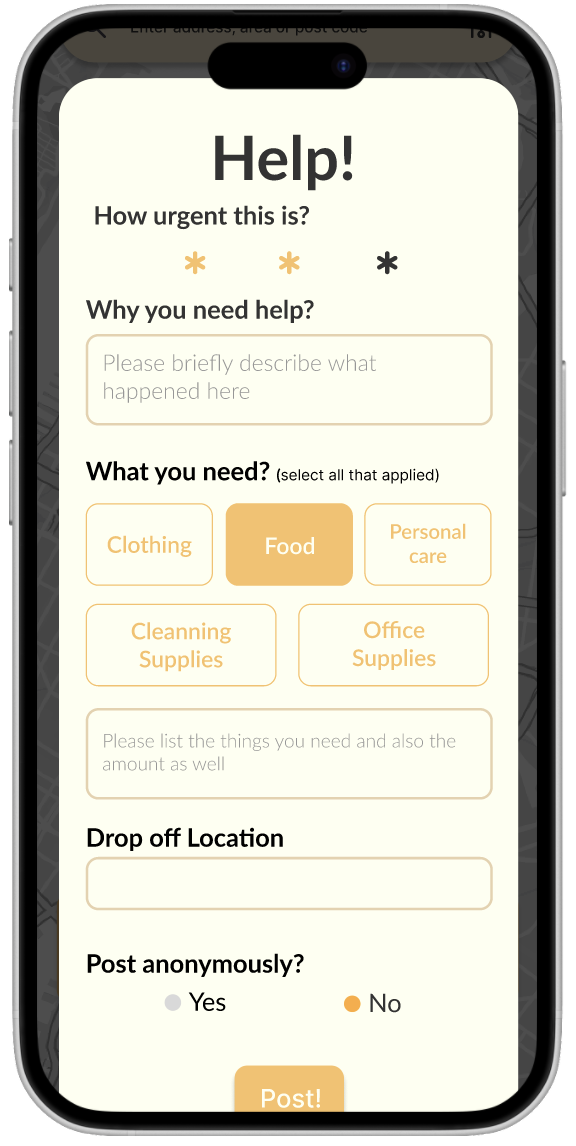 Enter address, area or post code
Help!
How urgent this is?
* * *
Why you need help?
Please briefly describe what
happened here
What you need? (select all that applied)
Clothing
Food
Personal
care
Cleanning
Supplies
Office
Supplies
Please list the things you need and also the
amount as well
Drop off Location
Post anonymously?
Yes
No
Post!